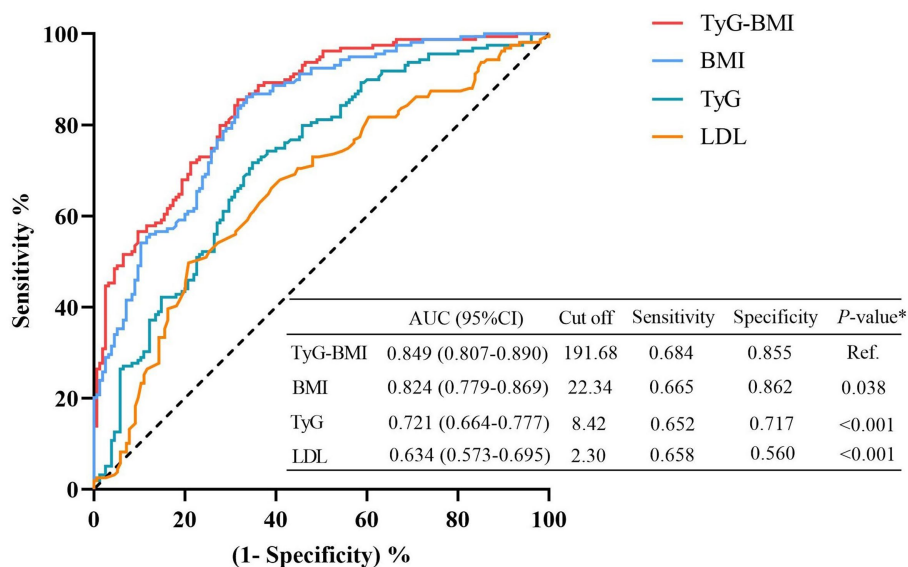 TyG-BMI
BMI
TyG
LDL
Sensitivity %
100
80
60
40
20
0
AUC (95%CI) Cut off Sensitivity Specificity P-value*
TyG-BMI 0.849 (0.807-0.890) 191.68 0.684 0.855 Ref.
BMI 0.824 (0.779-0.869) 22.34 0.665 0.862 0.038
TyG 0.721 (0.664-0.777) 8.42 0.652 0.717 <0.001
LDL 0.634 (0.573-0.695) 2.30 0.658 0.560 <0.001
0 20 40 60 80 100
(1- Specificity) %